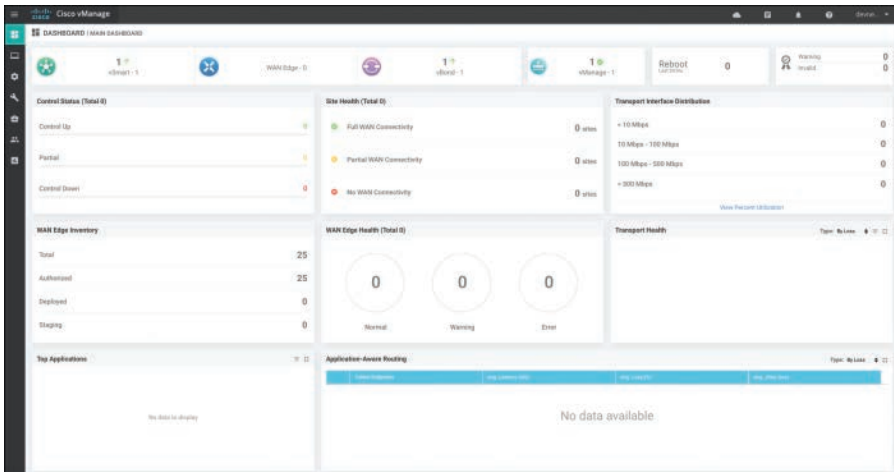 Cisco vManage
DASHBOARD | MAIN DASHBOARD
1 ↑
vSmart - 1
WAN Edge - 0
1 ↑
vBond - 1
1
vManage - 1
Reboot
0
Warning 0
Invalid 0
Control Status (Total 0)
Control Up 0
Partial 0
Control Down 0
Site Health (Total 0)
Full WAN Connectivity 0 sites
Partial WAN Connectivity 0 sites
No WAN Connectivity 0 sites
Transport Interface Distribution
< 10 Mbps 0
10 Mbps - 100 Mbps 0
100 Mbps - 500 Mbps 0
> 500 Mbps 0
View Percent Utilization
WAN Edge Inventory
Total 25
Authorized 25
Deployed 0
Staging 0
WAN Edge Health (Total 0)
0 0 0
Normal Warning Error
Transport Health
Type: By Loss
Top Applications
No data to display
Application-Aware Routing
Type: By Loss
No data available